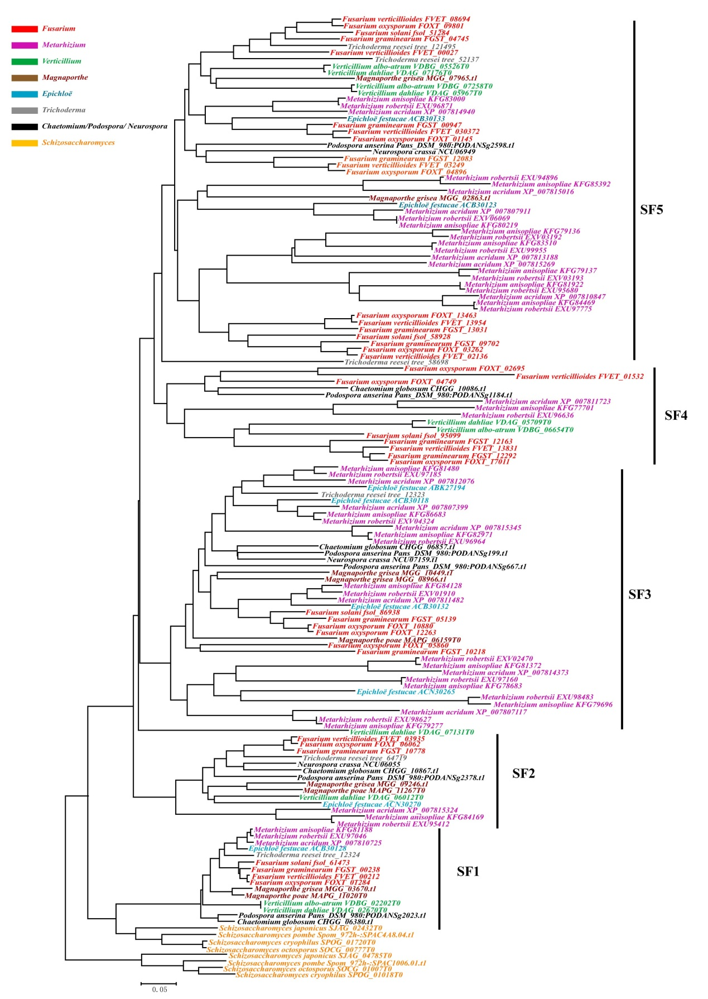 Fusarium
Metarhizium
Verticillium
Magnaporthe
Epichloë
Trichoderma
Chaetomium/Podospora/ Neurospora
Schizosaccharomyces
Fusarium verticillioides FVET_08694
Fusarium oxysporum FOXT_09801
Fusarium solani fsol_51284
Fusarium graminearum FGST_04745
Trichoderma reesei tree_121495
Fusarium verticillioides FVET_00027
Trichoderma reesei tree_52137
Verticillium albo-atrum VDBG_05526T0
Verticillium dahliae VDAG_07176T0
Magnaporthe grisea MGG_07965.t1
Verticillium albo-atrum VDBG_07258T0
Verticillium dahliae VDAG_05967T0
Metarhizium anisopliae KFG83000
Metarhizium robertsii EXU96871
Metarhizium acridum XP_007814940
Epichloë festucae ACB30133
Fusarium graminearum FGST_00947
Fusarium verticillioides FVET_030372
Fusarium oxysporum FOXT_01145
Podospora anserina Pans_DSM_980:PODANSg2598.t1
Neurospora crassa NCU06949
Fusarium graminearum FGST_12083
Fusarium verticillioides FVET_03249
Fusarium oxysporum FOXT_04896
Metarhizium robertsii EXU94896
Metarhizium anisopliae KFG85392
Metarhizium acridum XP_007815016
Magnaporthe grisea MGG_02863.t1
Epichloë festucae ACB30123
Metarhizium acridum XP_007807911
Metarhizium robertsii EXV06069
Metarhizium anisopliae KFG80219
Metarhizium anisopliae KFG79136
Metarhizium robertsii EXV03192
Metarhizium anisopliae KFG83510
Metarhizium robertsii EXU99955
Metarhizium acridum XP_007813188
Metarhizium acridum XP_007815269
Metarhizium anisopliae KFG79137
Metarhizium robertsii EXV03193
Metarhizium anisopliae KFG81922
Metarhizium robertsii EXU95680
Metarhizium acridum XP_007810847
Metarhizium anisopliae KFG84469
Metarhizium robertsii EXU97775
Fusarium oxysporum FOXT_13463
Fusarium verticillioides FVET_13954
Fusarium graminearum FGST_13031
Fusarium solani fsol_58928
Fusarium graminearum FGST_09702
Fusarium oxysporum FOXT_03262
Fusarium verticillioides FVET_02136
Trichoderma reesei tree_58698
SF5
Fusarium oxysporum FOXT_02695
Fusarium verticillioides FVET_01532
Fusarium oxysporum FOXT_04749
Chaetomium globosum CHGG_10086.t1
Podospora anserina Pans_DSM_980:PODANSg1184.t1
Metarhizium acridum XP_007811723
Metarhizium anisopliae KFG77701
Metarhizium robertsii EXU96636
Verticillium dahliae VDAG_05709T0
Verticillium albo-atrum VDBG_06654T0
Fusarium solani fsol_95099
Fusarium graminearum FGST_12163
Fusarium verticillioides FVET_13831
Fusarium graminearum FGST_12292
Fusarium oxysporum FOXT_17011
SF4
Metarhizium anisopliae KFG81480
Metarhizium robertsii EXU97185
Metarhizium acridum XP_007812076
Epichloë festucae ABK27194
Trichoderma reesei tree_12323
Epichloë festucae ACB30118
Metarhizium acridum XP_007807399
Metarhizium anisopliae KFG86683
Metarhizium robertsii EXV04324
Metarhizium acridum XP_007815345
Metarhizium anisopliae KFG82971
Metarhizium robertsii EXU96964
Chaetomium globosum CHGG_06857.t1
Podospora anserina Pans_DSM_980:PODANSg199.t1
Neurospora crassa NCU07159.t1
Podospora anserina Pans_DSM_980:PODANSg667.t1
Magnaporthe grisea MGG_10449.t1
Magnaporthe grisea MGG_08966.t1
Metarhizium anisopliae KFG84128
Metarhizium robertsii EXV01910
Metarhizium acridum XP_007811482
Epichloë festucae ACB30132
Fusarium solani fsol_86938
Fusarium graminearum FGST_05139
Fusarium oxysporum FOXT_10880
Fusarium oxysporum FOXT_12263
Magnaporthe poae MAPG_06159T0
Fusarium oxysporum FOXT_05860
Fusarium graminearum FGST_10218
Metarhizium robertsii EXV02470
Metarhizium anisopliae KFG81372
Metarhizium acridum XP_007814373
Metarhizium robertsii EXU97160
Metarhizium anisopliae KFG78683
Epichloë festucae ACN30265
Metarhizium robertsii EXU98483
Metarhizium anisopliae KFG79696
Metarhizium acridum XP_007807117
Metarhizium robertsii EXU98627
Metarhizium anisopliae KFG79277
Verticillium dahliae VDAG_07131T0
SF3
Fusarium verticillioides FVET_03935
Fusarium oxysporum FOXT_06062
Fusarium graminearum FGST_10778
Trichoderma reesei tree_64719
Neurospora crassa NCU06055
Chaetomium globosum CHGG_10867.t1
Podospora anserina Pans_DSM_980:PODANSg2378.t1
Magnaporthe grisea MGG_09246.t1
Magnaporthe poae MAPG_11267T0
Verticillium dahliae VDAG_06012T0
Epichloë festucae ACN30270
Metarhizium acridum XP_007815324
Metarhizium anisopliae KFG84169
Metarhizium robertsii EXU95412
SF2
Metarhizium anisopliae KFG81188
Metarhizium robertsii EXU97046
Metarhizium acridum XP_007810725
Epichloë festucae ACB30128
Trichoderma reesei tree_12324
Fusarium solani fsol_61473
Fusarium graminearum FGST_00238
Fusarium verticillioides FVET_00212
Fusarium oxysporum FOXT_01284
Magnaporthe grisea MGG_03670.t1
Magnaporthe poae MAPG_11020T0
Verticillium albo-atrum VDBG_02202T0
Verticillium dahliae VDAG_02670T0
Podospora anserina Pans_DSM_980:PODANSg2023.t1
Chaetomium globosum CHGG_06380.t1
SF1
Schizosaccharomyces japonicus SJAG_02432T0
Schizosaccharomyces pombe Spom_972h-:SPAC4A8.04.t1
Schizosaccharomyces cryophilus SPOG_01720T0
Schizosaccharomyces octosporus SOCG_00777T0
Schizosaccharomyces japonicus SJAG_04785T0
Schizosaccharomyces pombe Spom_972h-:SPAC1006.01.t1
Schizosaccharomyces octosporus SOCG_01007T0
Schizosaccharomyces cryophilus SPOG_01018T0
0.05